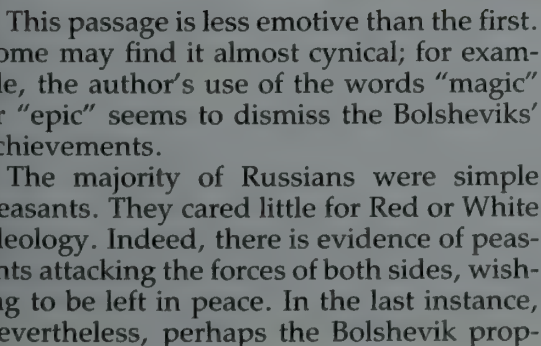 This passage is less emotive than the first.
ome may find it almost cynical; for exam-
le, the author's use of the words "magic"
r "epic" seems to dismiss the Bolsheviks'
chievements.
The majority of Russians were simple
easants. They cared little for Red or White
leology. Indeed, there is evidence of peas-
nts attacking the forces of both sides, wish-
ng to be left in peace. In the last instance,
evertheless, perhaps the Bolshevik prop-